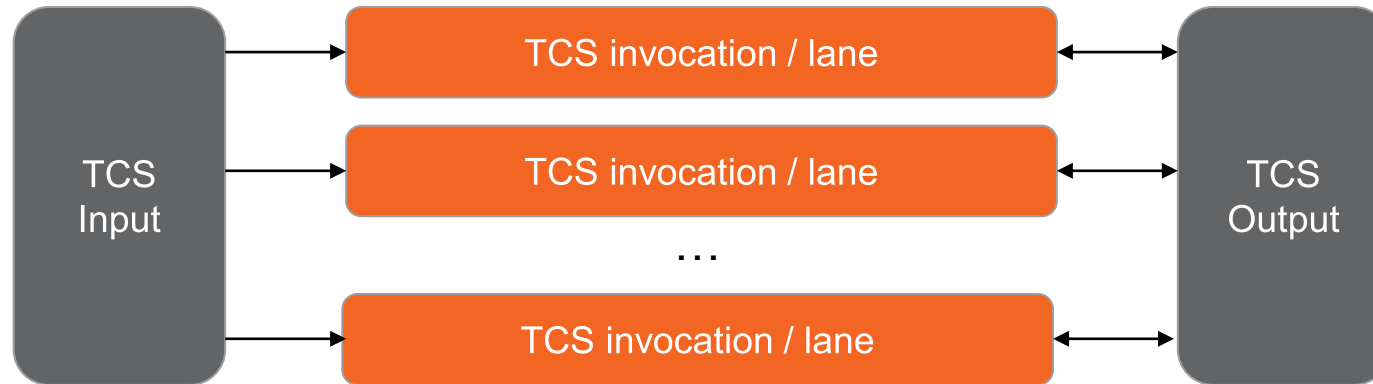 TCS
Input
TCS invocation / lane
TCS invocation / lane
...
TCS invocation / lane
TCS
Output